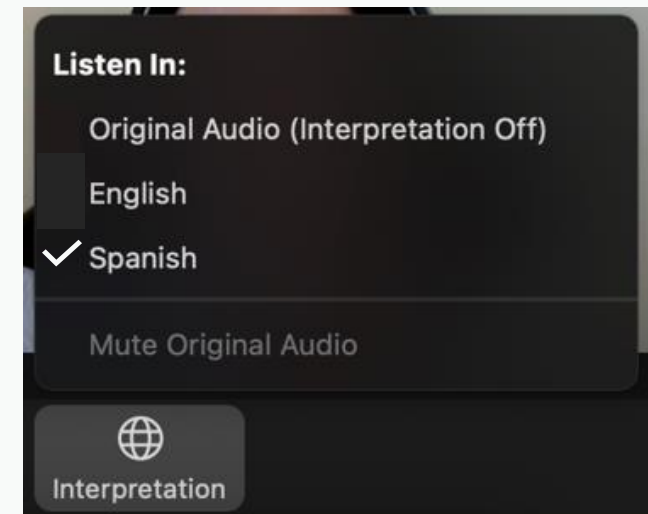 Listen In:
Original Audio (Interpretation Off)
English
Spanish
Mute Original Audio
Interpretation